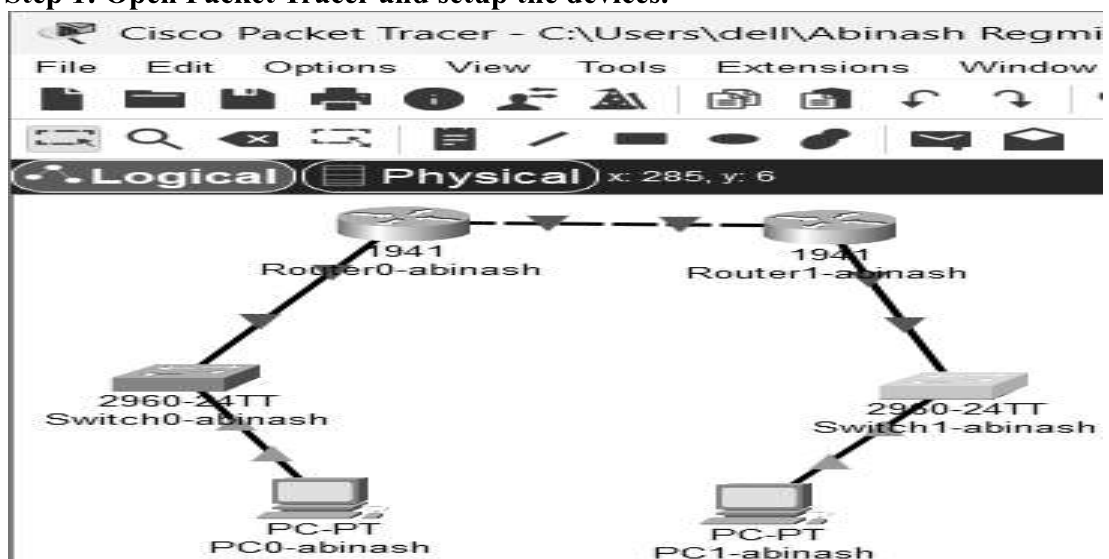 Step 1: Open Packet Tracer and setup the devices.
Cisco Packet Tracer - C:\Users\dell\Abinash Regmi
File Edit Options View Tools Extensions Window
Logical Physical x: 285, y: 6
1941 1941
Router0-abinash Router1-abinash
2960-24TT 2960-24TT
Switch0-abinash Switch1-abinash
PC-PT PC-PT
PC0-abinash PC1-abinash